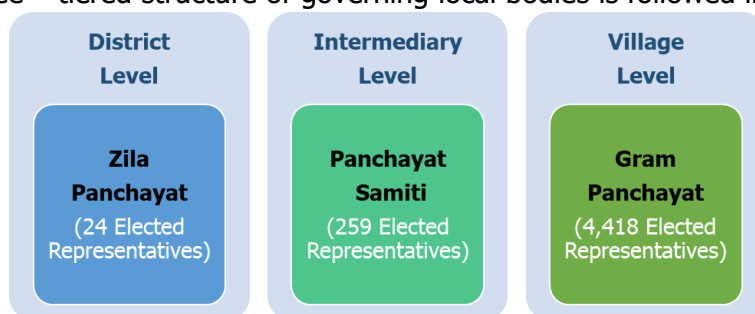 tiered structure of governing local bodies is followed
District
Level
Zila
Panchayat
(24 Elected
Representatives)
Intermediary
Level
Panchayat
Samiti
(259 Elected
Representatives)
Village
Level
Gram
Panchayat
(4,418 Elected
Representatives)